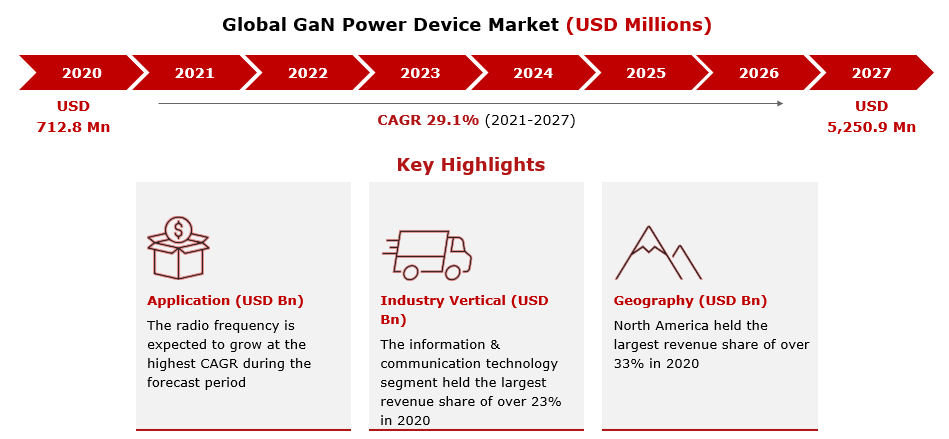 Global GaN Power Device Market (USD Millions)
2020 2021 2022 2023 2024 2025 2026 2027
USD
712.8 Mn
CAGR 29.1% (2021-2027)
USD
5,250.9 Mn
Key Highlights
$
Application (USD Bn)
The radio frequency is
expected to grow at the
highest CAGR during the
forecast period
Industry Vertical (USD
Bn)
The information &
communication technology
segment held the largest
revenue share of over 23%
in 2020
Geography (USD Bn)
North America held the
largest revenue share of over
33% in 2020